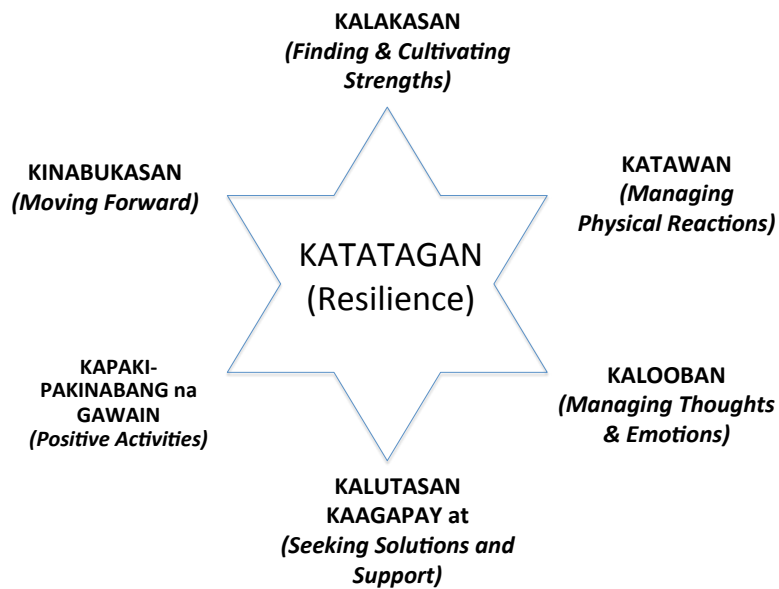 KALAKASAN
(Finding & Cultivating
Strengths)
KATAWAN
(Managing
Physical Reactions)
KALOOBAN
(Managing Thoughts
& Emotions)
KALUTASAN
KAAGAPAY at
(Seeking Solutions and
Support)
KAPAKI-
PAKINABANG na
GAWAIN
(Positive Activities)
KINABUKASAN
(Moving Forward)
KATATAGAN
(Resilience)